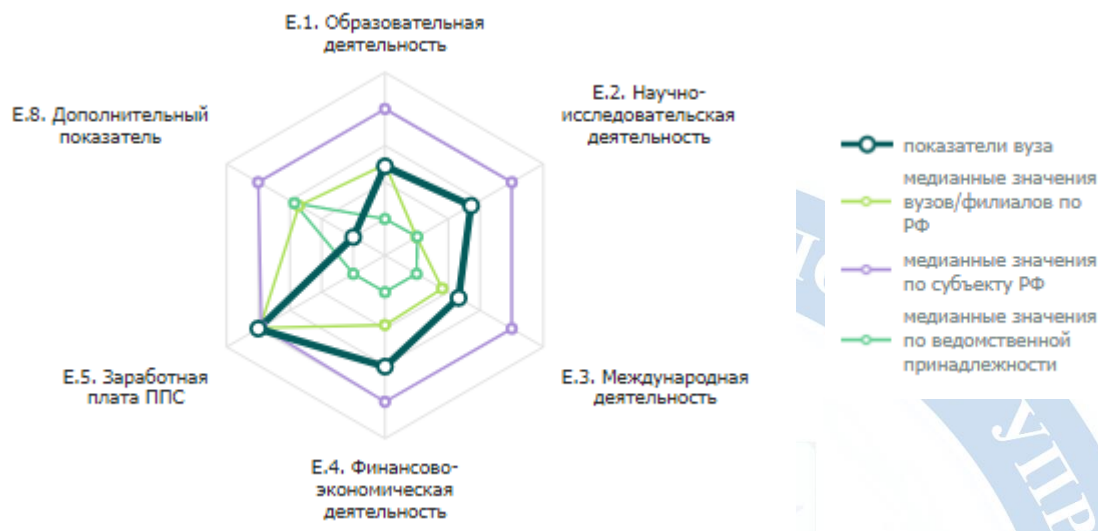 E.1. Образовательная
деятельность
E.2. Научно-
исследовательская
деятельность
E.8. Дополнительный
показатель
E.5. Заработная
плата ППС
E.3. Международная
деятельность
E.4. Финансово-
экономическая
деятельность
показатели вуза
медианные значения
вузов/филиалов по
РФ
медианные значения
по субъекту РФ
медианные значения
по ведомственной
принадлежности
УПР